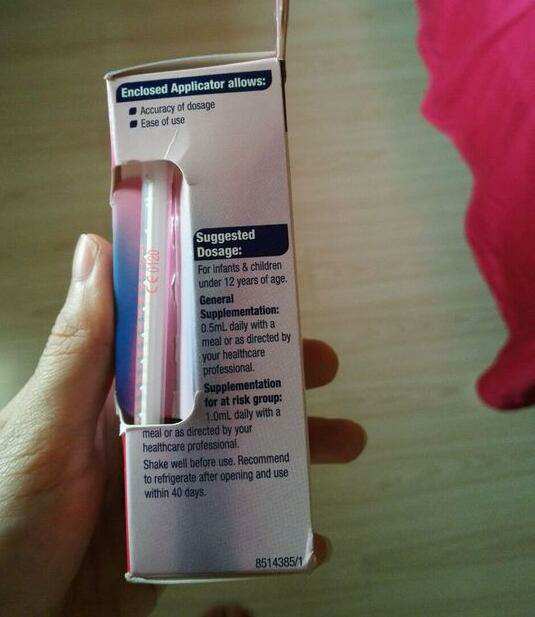 Enclosed Applicator allows:
Accuracy of dosage
Ease of use
CE 0120
Suggested
Dosage:
For infants & children
under 12 years of age.
General
Supplementation:
0.5mL daily with a
meal or as directed by
your healthcare
professional.
Supplementation
for at risk group:
1.0mL daily with a
meal or as directed by your
healthcare professional.
Shake well before use. Recommend
to refrigerate after opening and use
within 40 days.
8514385/1